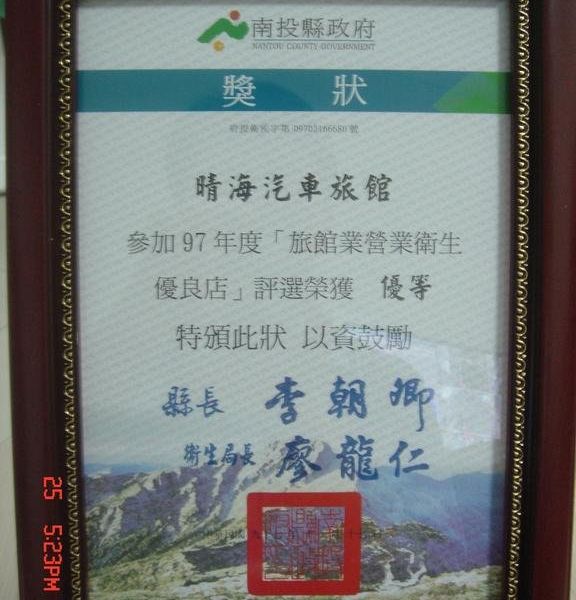 南投縣政府
NANTOU COUNTY GOVERNMENT
獎 狀
晴海汽車旅館
參加97年度「旅館業營業衛生
優良店」評選榮獲 優等
特頒此狀 以資鼓勵
縣長 李朝卿
衛生局長 廖龍仁
25 5:23PM